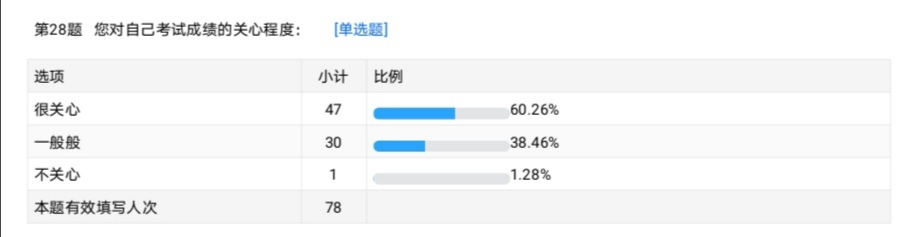 第28题 您对自己考试成绩的关心程度： [单选题]
选项 小计 比例
很关心 47 60.26%
一般般 30 38.46%
不关心 1 1.28%
本题有效填写人次 78